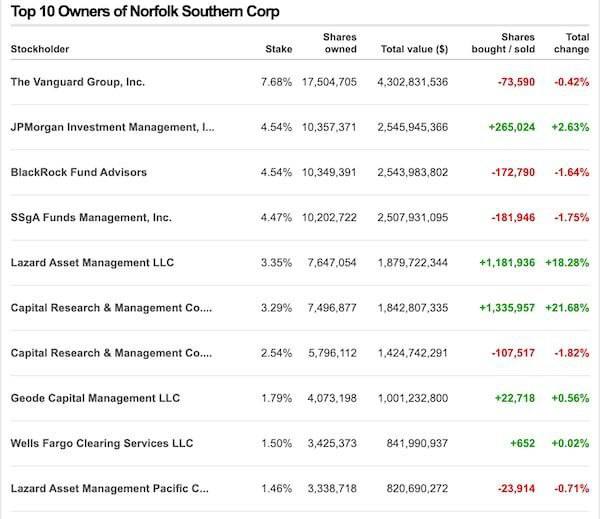 Top 10 Owners of Norfolk Southern Corp
Stockholder Stake Shares owned Total value ($) Shares bought / sold Total change
The Vanguard Group, Inc. 7.68% 17,504,705 4,302,831,536 -73,590 -0.42%
JPMorgan Investment Management, I... 4.54% 10,357,371 2,545,945,366 +265,024 +2.63%
BlackRock Fund Advisors 4.54% 10,349,391 2,543,983,802 -172,790 -1.64%
SSgA Funds Management, Inc. 4.47% 10,202,722 2,507,931,095 -181,946 -1.75%
Lazard Asset Management LLC 3.35% 7,647,054 1,879,722,344 +1,181,936 +18.28%
Capital Research & Management Co.... 3.29% 7,496,877 1,842,807,335 +1,335,957 +21.68%
Capital Research & Management Co.... 2.54% 5,796,112 1,424,742,291 -107,517 -1.82%
Geode Capital Management LLC 1.79% 4,073,198 1,001,232,800 +22,718 +0.56%
Wells Fargo Clearing Services LLC 1.50% 3,425,373 841,990,937 +652 +0.02%
Lazard Asset Management Pacific C... 1.46% 3,338,718 820,690,272 -23,914 -0.71%